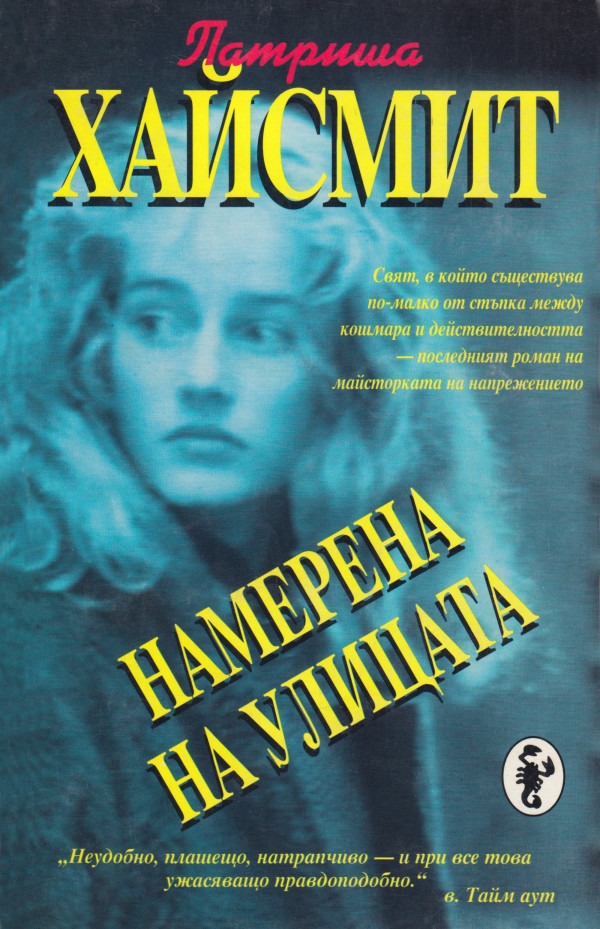 Патриша
ХАЙСМИТ
Свят, в който съществува
по-малко от стъпка между
кошмара и действителността
— последният роман на
майсторката на напрежението
НАМЕРЕНА
НА УЛИЦАТА
„Неудобно, плашещо, натрапчиво — и при все това
ужасяващо правдоподобно.“
в. Тайм аут